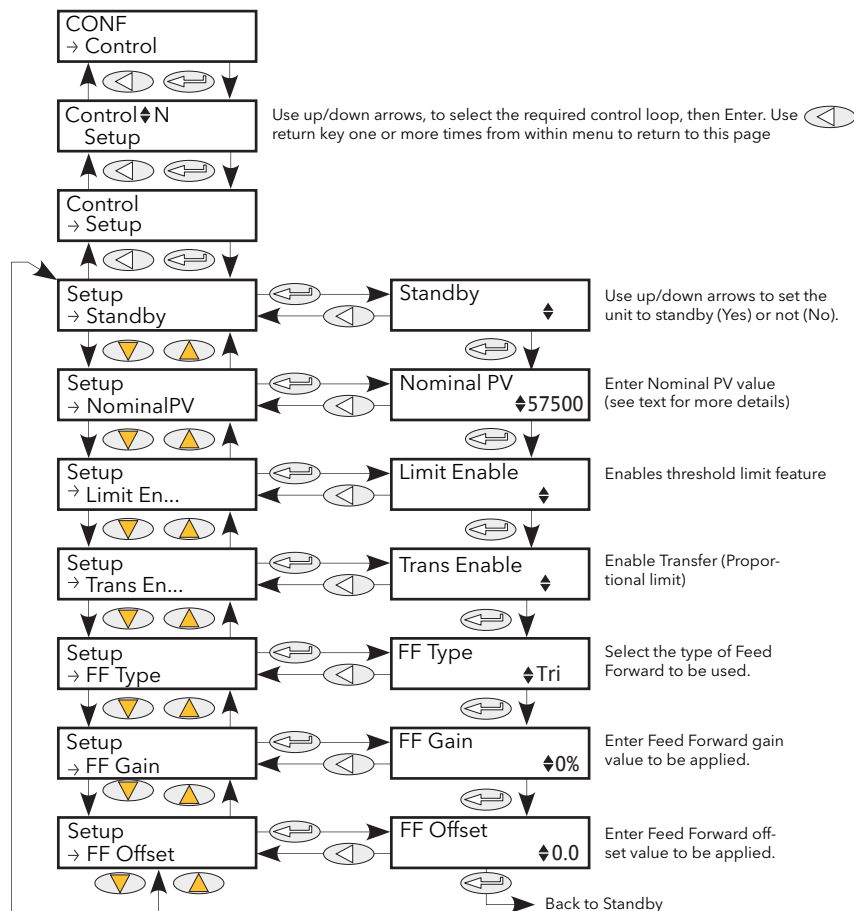 CONF
→ Control
Control♦N
Setup
Use up/down arrows, to select the required control loop, then Enter. Use
return key one or more times from within menu to return to this page
Control
→ Setup
Setup
→ Standby
Standby
♦
Use up/down arrows to set the
unit to standby (Yes) or not (No).
Setup
→ NominalPV
Nominal PV
♦57500
Enter Nominal PV value
(see text for more details)
Setup
→ Limit En...
Limit Enable
♦
Enables threshold limit feature
Setup
→ Trans En...
Trans Enable
♦
Enable Transfer (Propor-
tional limit)
Setup
→ FF Type
FF Type
♦Tri
Select the type of Feed
Forward to be used.
Setup
→ FF Gain
FF Gain
♦0%
Enter Feed Forward gain
value to be applied.
Setup
→ FF Offset
FF Offset
♦0.0
Enter Feed Forward off-
set value to be applied.
Back to Standby